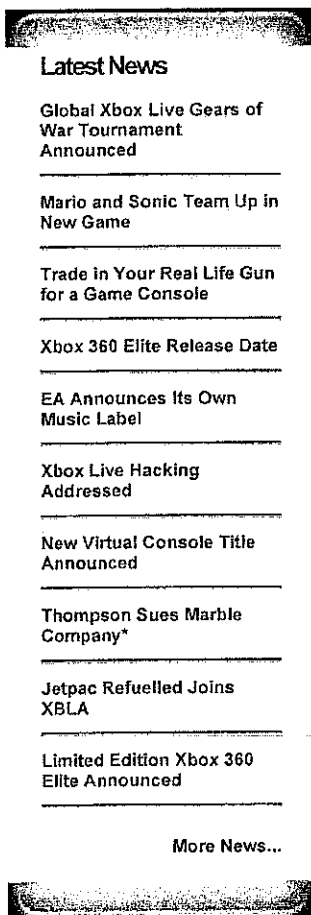 Latest News
Global Xbox Live Gears of
War Tournament
Announced
Mario and Sonic Team Up in
New Game
Trade in Your Real Life Gun
for a Game Console
Xbox 360 Elite Release Date
EA Announces Its Own
Music Label
Xbox Live Hacking
Addressed
New Virtual Console Title
Announced
Thompson Sues Marble
Company*
Jetpac Refuelled Joins
XBLA
Limited Edition Xbox 360
Elite Announced
More News...